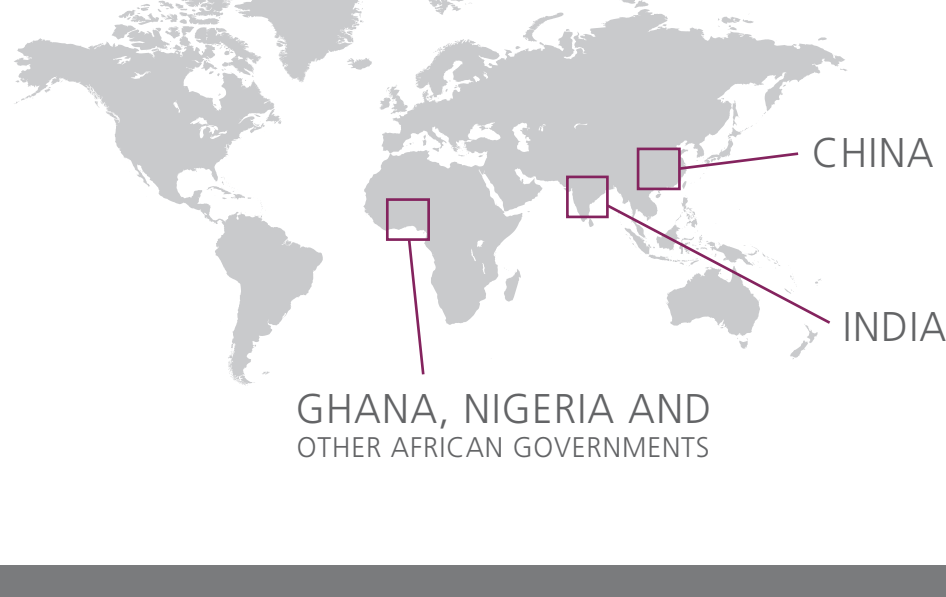 CHINA
INDIA
GHANA, NIGERIA AND
OTHER AFRICAN GOVERNMENTS